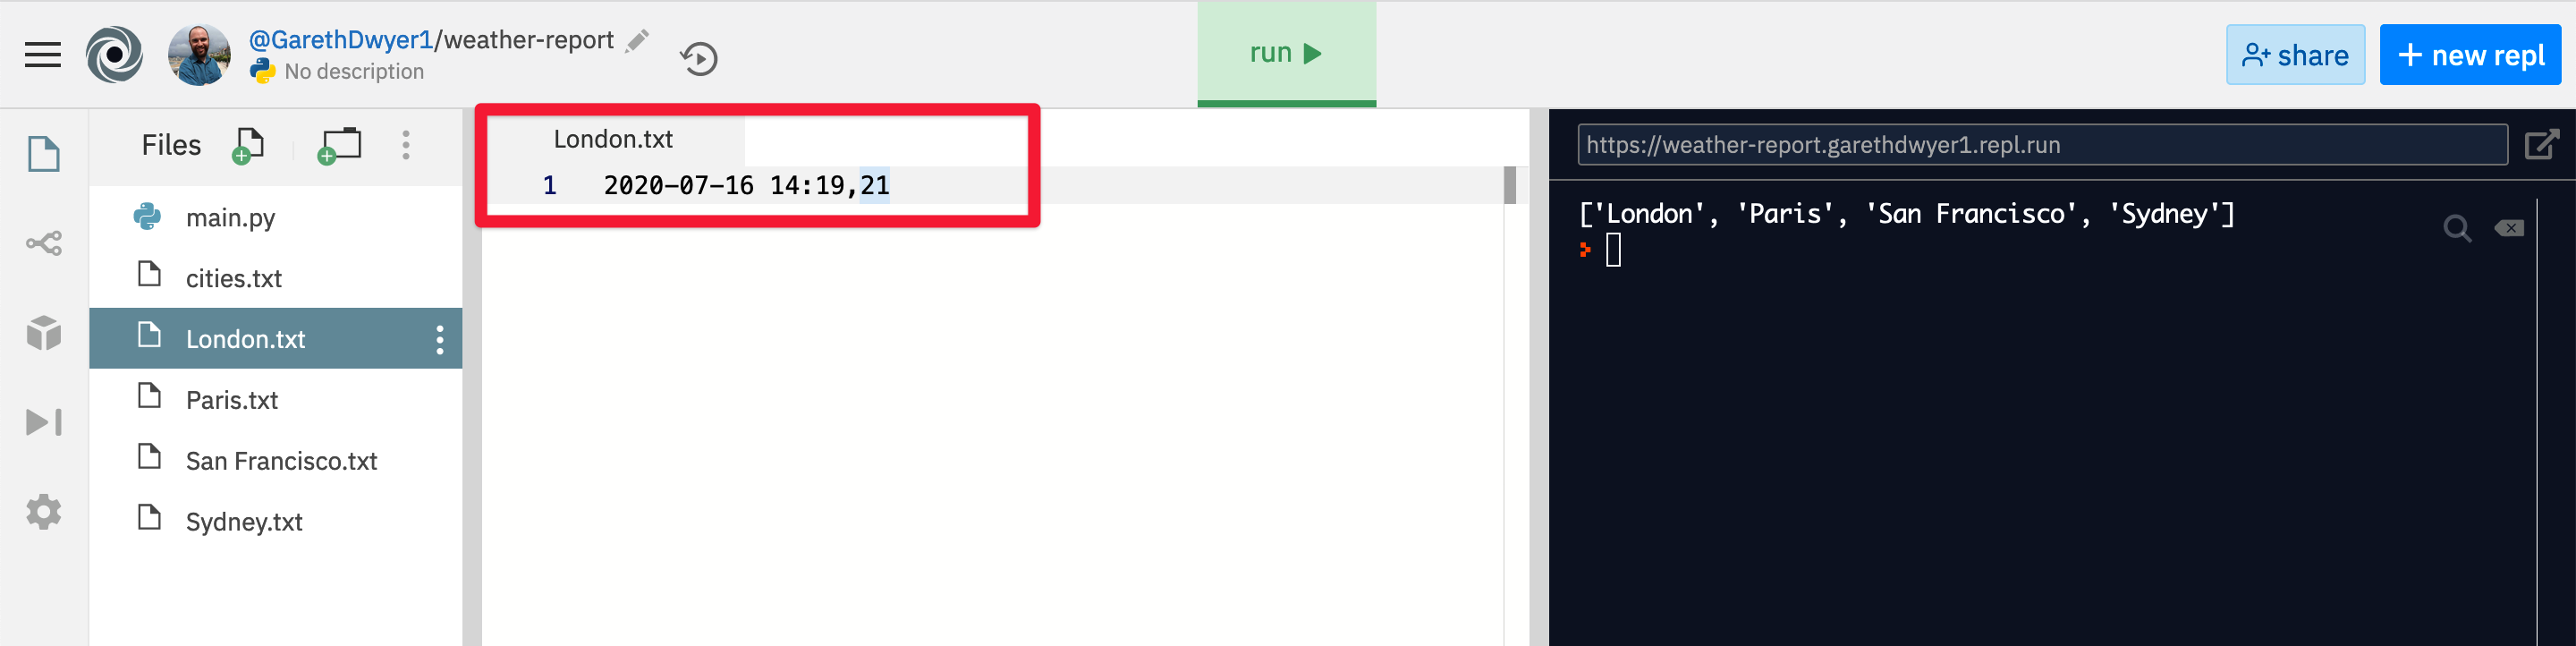 @GarethDwyer1/weather-report
No description
run
share
+ new repl
Files
main.py
cities.txt
London.txt
Paris.txt
San Francisco.txt
Sydney.txt
London.txt
1 2020-07-16 14:19,21
https://weather-report.garethdwyer1.repl.run
['London', 'Paris', 'San Francisco', 'Sydney']